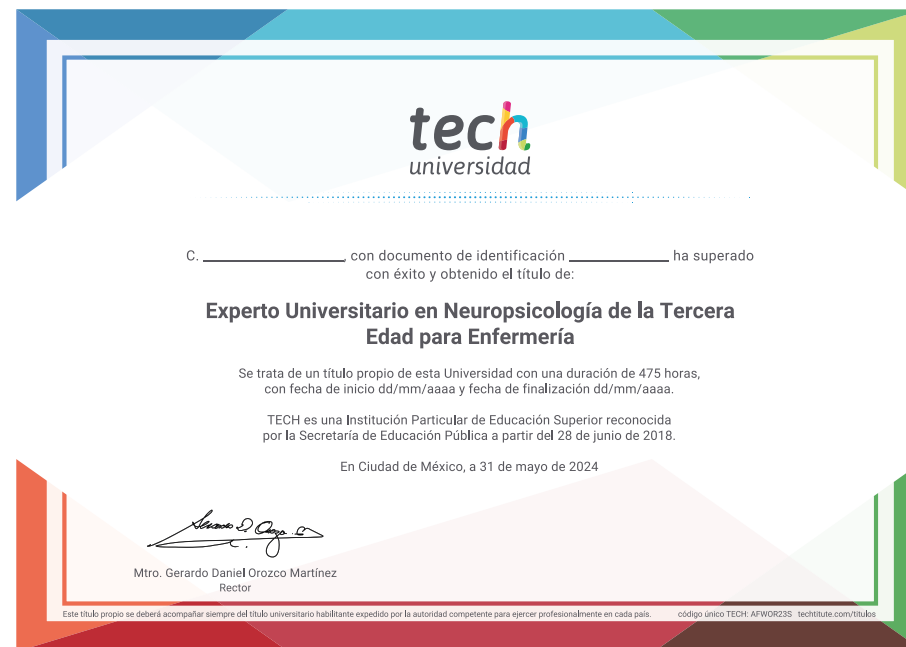 tech
universidad
C. ____________, con documento de identificación ____________ ha superado
con éxito y obtenido el título de:
Experto Universitario en Neuropsicología de la Tercera
Edad para Enfermería
Se trata de un título propio de esta Universidad con una duración de 475 horas,
con fecha de inicio dd/mm/aaaa y fecha de finalización dd/mm/aaaa.
TECH es una Institución Particular de Educación Superior reconocida
por la Secretaría de Educación Pública a partir del 28 de junio de 2018.
En Ciudad de México, a 31 de mayo de 2024
Mtro. Gerardo Daniel Orozco Martínez
Rector
Este título propio se deberá acompañar siempre del título universitario habilitante expedido por la autoridad competente para ejercer profesionalmente en cada país. código único TECH: AFWOR23S techtitute.com/titulos